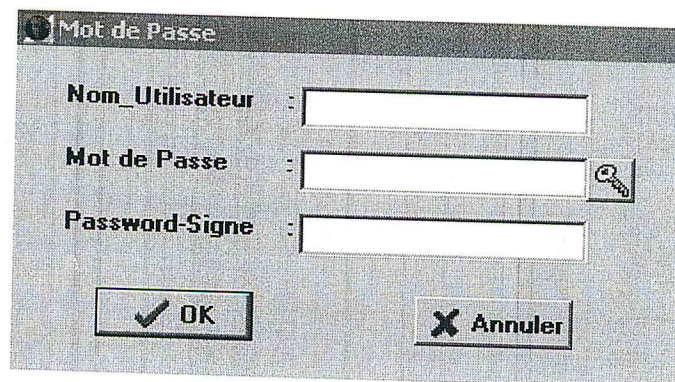 Mot de Passe
Nom_Utilisateur :
Mot de Passe :
Password-Signe :
OK
Annuler